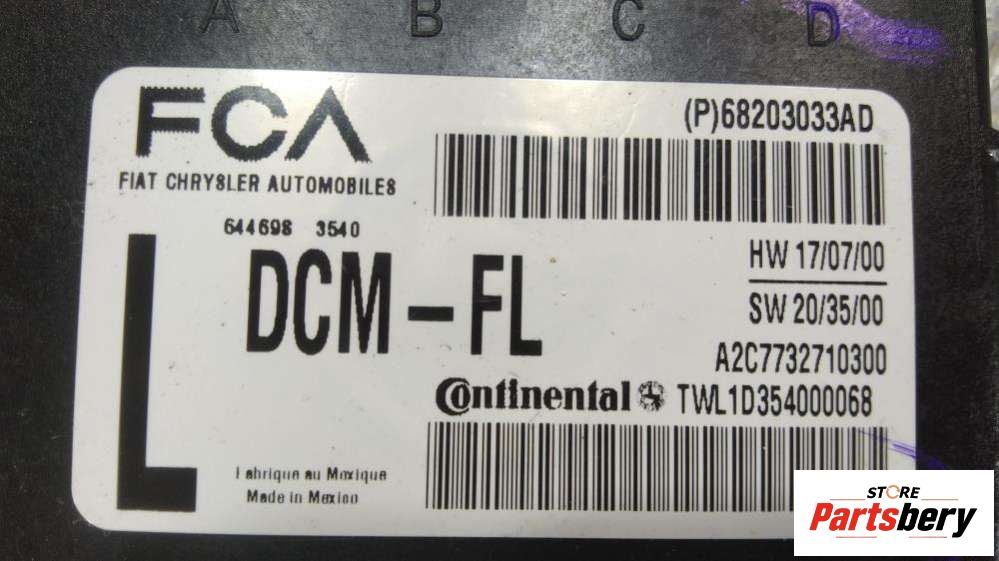 A B C D
FCA
FIAT CHRYSLER AUTOMOBILES
(P)68203033AD
644698 3540
L
DCM-FL
HW 17/07/00
SW 20/35/00
A2C7732710300
Continental TWL1D354000068
Fabrique au Mexique
Made in Mexico
STORE
Partsbery